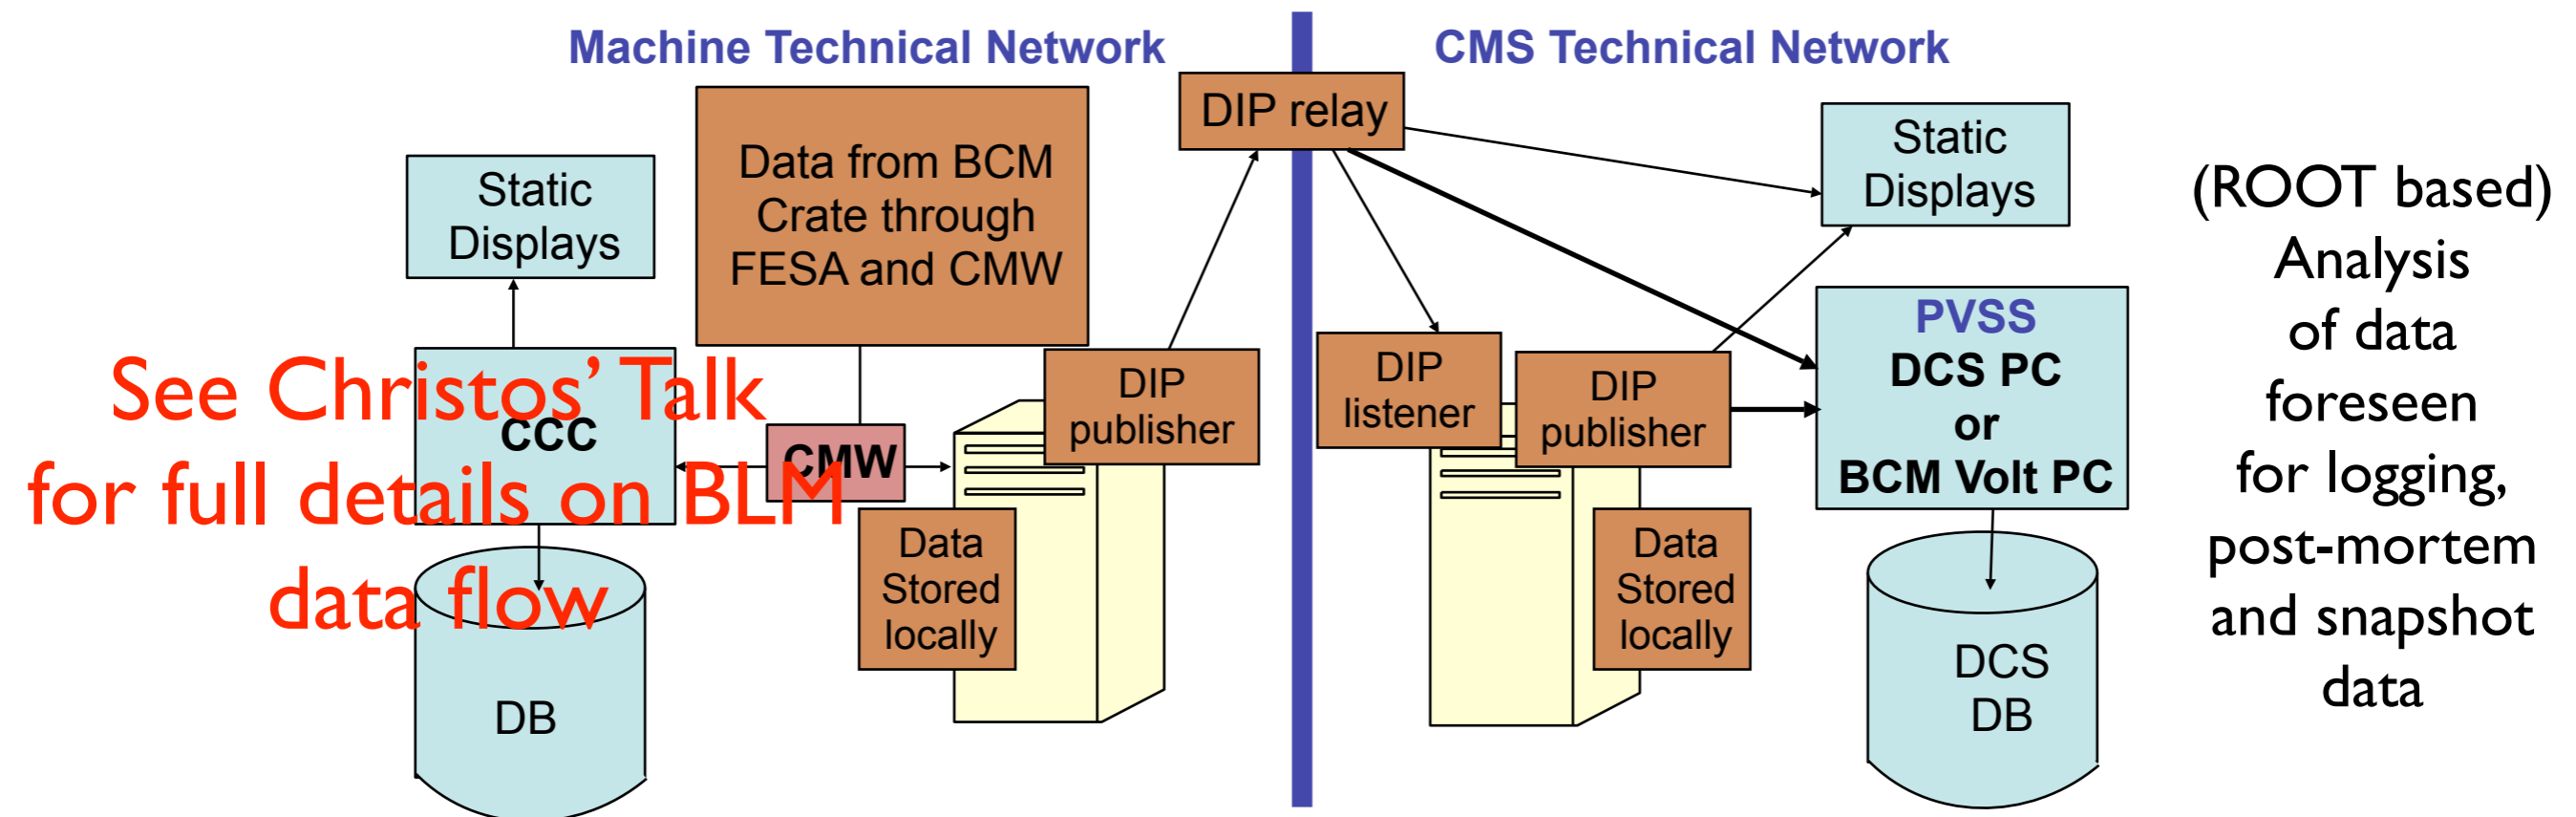 Machine Technical Network
CMS Technical Network
DIP relay
Static
Displays
Data from BCM
Crate through
FESA and CMW
Static
Displays
(ROOT based)
Analysis
of data
foreseen
for logging,
post-mortem
and snapshot
data
See Christos’ Talk
for full details on BLM
data flow
CCC
CMW
DIP
publisher
DIP
listener
DIP
publisher
PVSS
DCS PC
or
BCM Volt PC
Data
Stored
locally
Data
Stored
locally
DB
DCS
DB